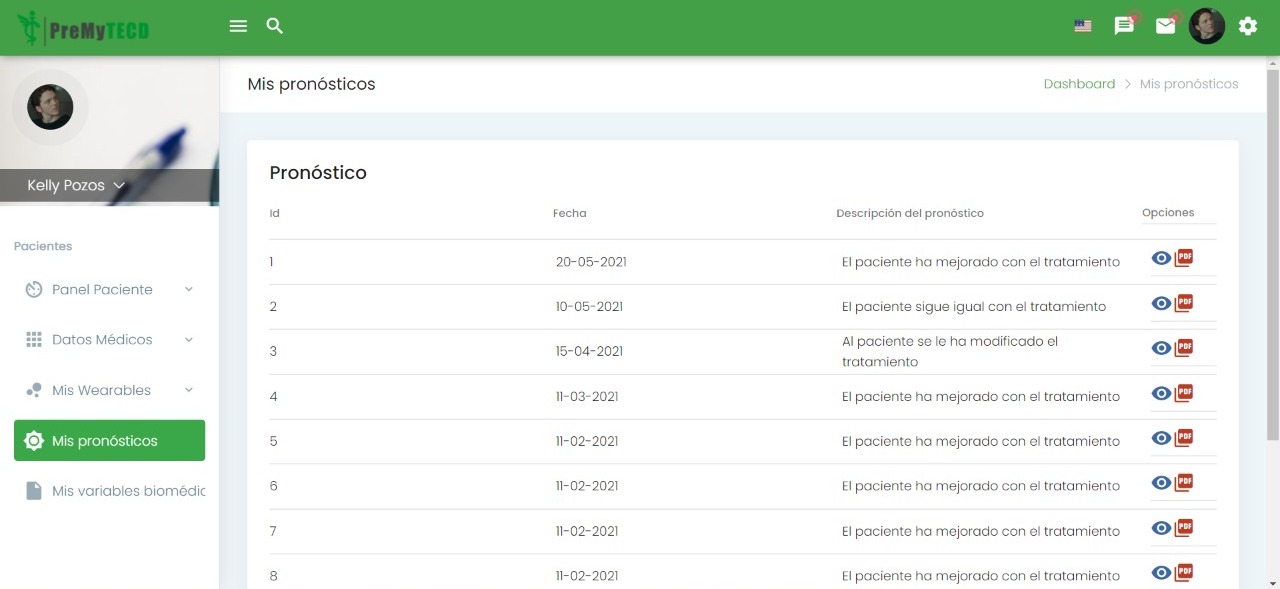 PreMyTECD
Mis pronósticos
Dashboard > Mis pronósticos
Kelly Pozos
Pacientes
Panel Paciente
Datos Médicos
Mis Wearables
Mis pronósticos
Mis variables biomédic
Pronóstico
Id Fecha Descripción del pronóstico Opciones
1 20-05-2021 El paciente ha mejorado con el tratamiento PDF
2 10-05-2021 El paciente sigue igual con el tratamiento PDF
3 15-04-2021 Al paciente se le ha modificado el
tratamiento PDF
4 11-03-2021 El paciente ha mejorado con el tratamiento PDF
5 11-02-2021 El paciente ha mejorado con el tratamiento PDF
6 11-02-2021 El paciente ha mejorado con el tratamiento PDF
7 11-02-2021 El paciente ha mejorado con el tratamiento PDF
8 11-02-2021 El paciente ha mejorado con el tratamiento PDF